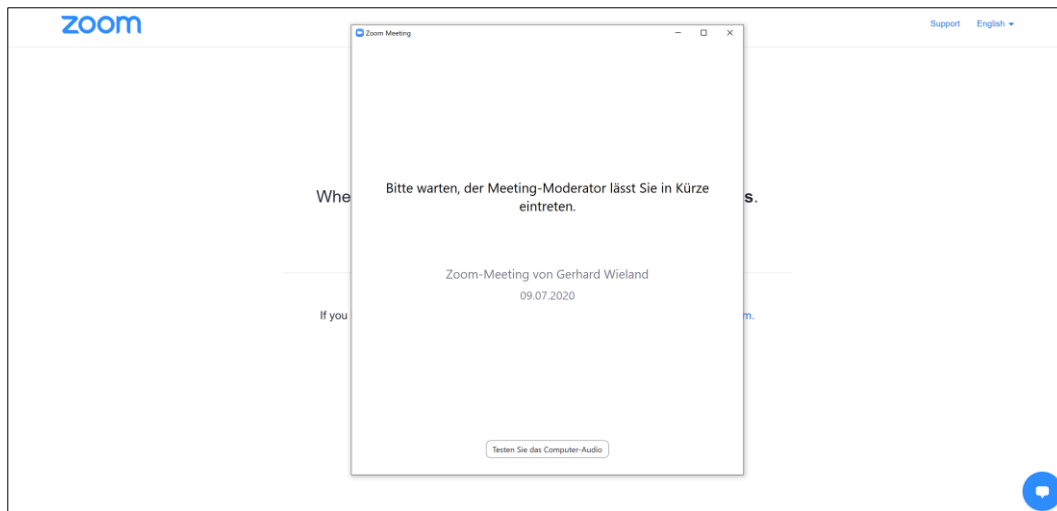 zoom
Support English
Zoom Meeting
Bitte warten, der Meeting-Moderator lässt Sie in Kürze
eintreten.
Whe
s.
Zoom-Meeting von Gerhard Wieland
09.07.2020
If you
m.
Testen Sie das Computer-Audio